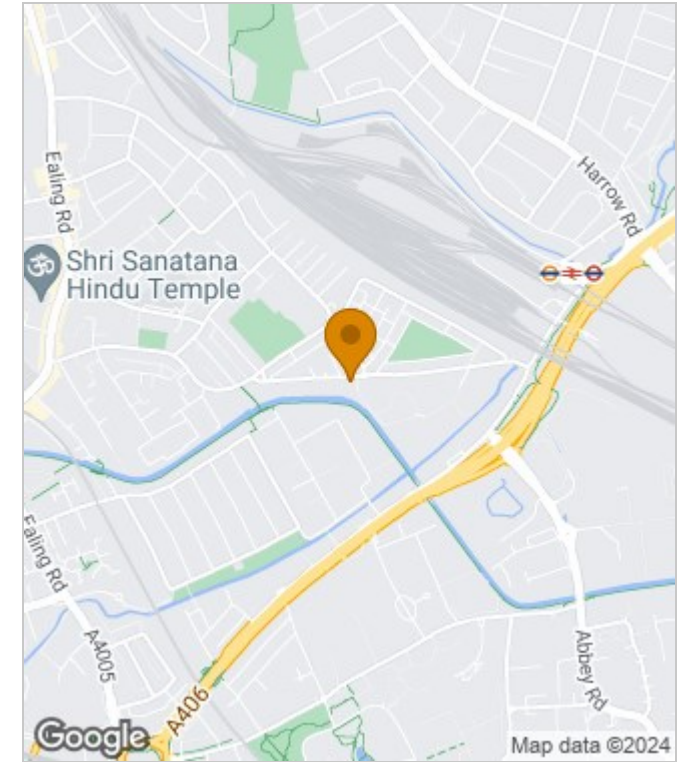 Ealing Rd
Harrow Rd
Shri Sanatana
Hindu Temple
Ealing Rd
A4005
A406
Abbey Rd
Google
Map data ©2024